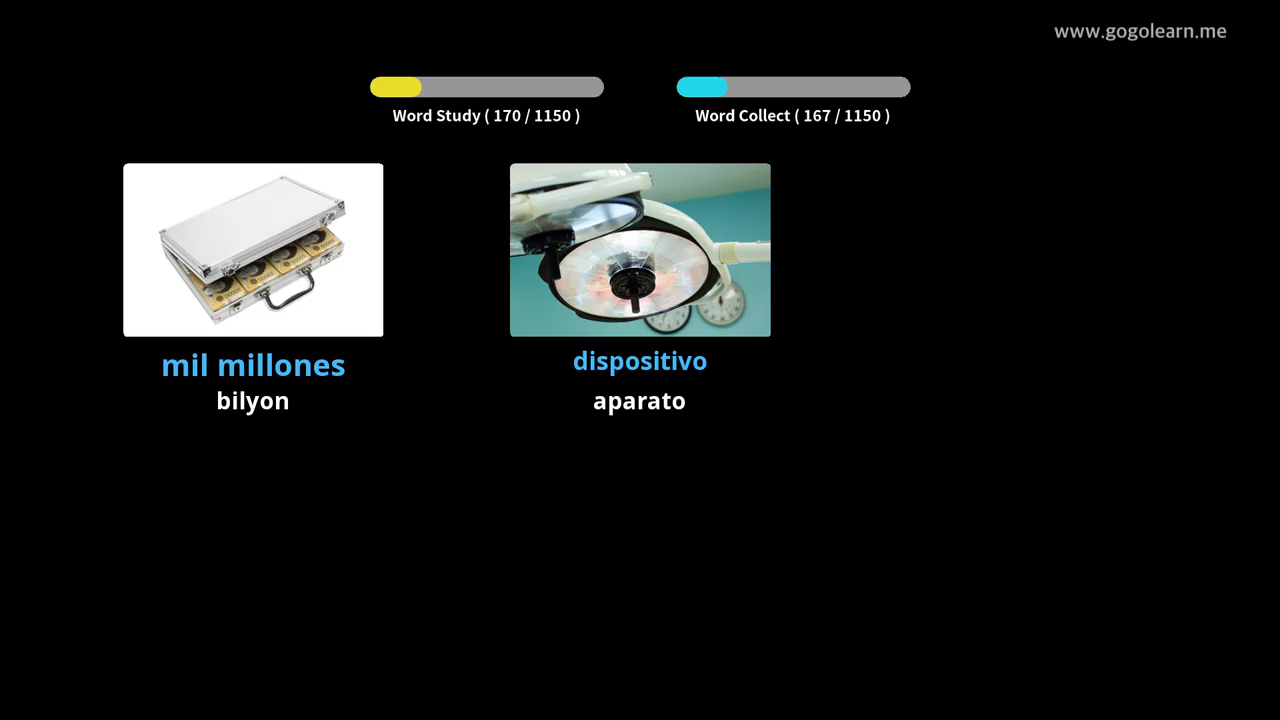 www.gogolearn.me
Word Study ( 170 / 1150 )
Word Collect ( 167 / 1150 )
mil millones
bilyon
dispositivo
aparato